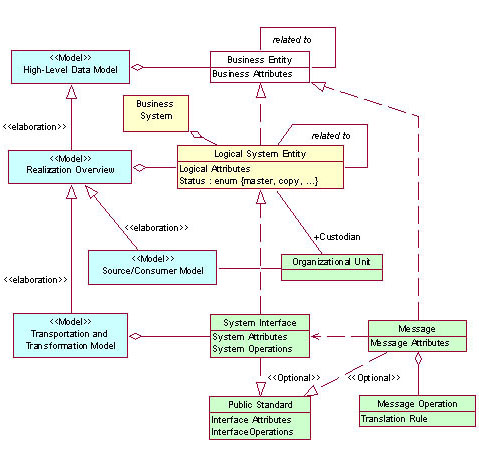 related to
<<Model>>
High-Level Data Model
Business Entity
Business Attributes
Business
System
<<elaboration>>
related to
<<Model>>
Realization Overview
Logical System Entity
Logical Attributes
Status : enum {master, copy, ...}
<<elaboration>>
+Custodian
<<elaboration>>
<<Model>>
Source/Consumer Model
Organizational Unit
<<Model>>
Transportation and
Transformation Model
System Interface
System Attributes
System Operations
Message
Message Attributes
<<Optional>>
<<Optional>>
Public Standard
Interface Attributes
InterfaceOperations
Message Operation
Translation Rule